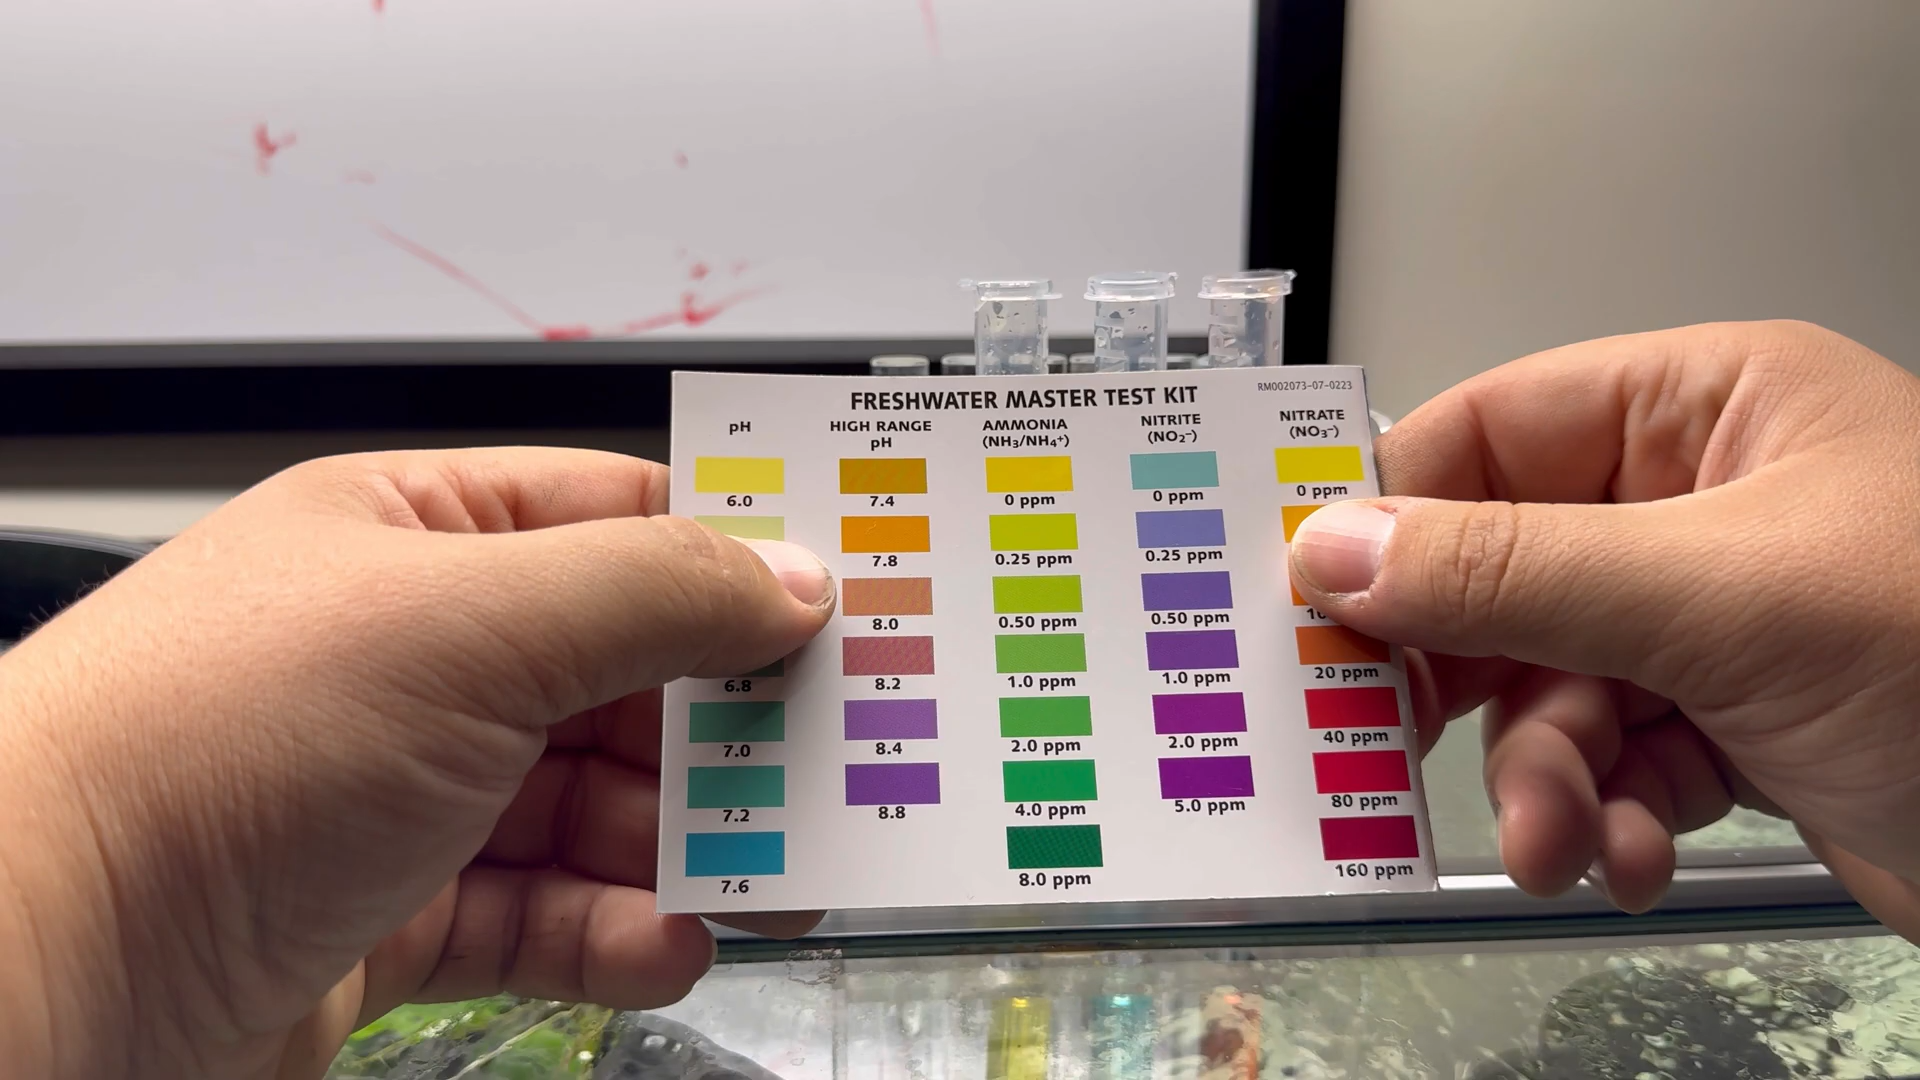 FRESHWATER MASTER TEST KIT
RM002073-07-0223
pH
HIGH RANGE
pH
AMMONIA
(NH₃/NH₄⁺)
NITRITE
(NO₂⁻)
NITRATE
(NO₃⁻)
6.0
7.4
0 ppm
0 ppm
0 ppm
7.8
0.25 ppm
0.25 ppm
8.0
0.50 ppm
0.50 ppm
6.8
8.2
1.0 ppm
1.0 ppm
20 ppm
7.0
8.4
2.0 ppm
2.0 ppm
40 ppm
7.2
8.8
4.0 ppm
5.0 ppm
80 ppm
7.6
8.0 ppm
160 ppm